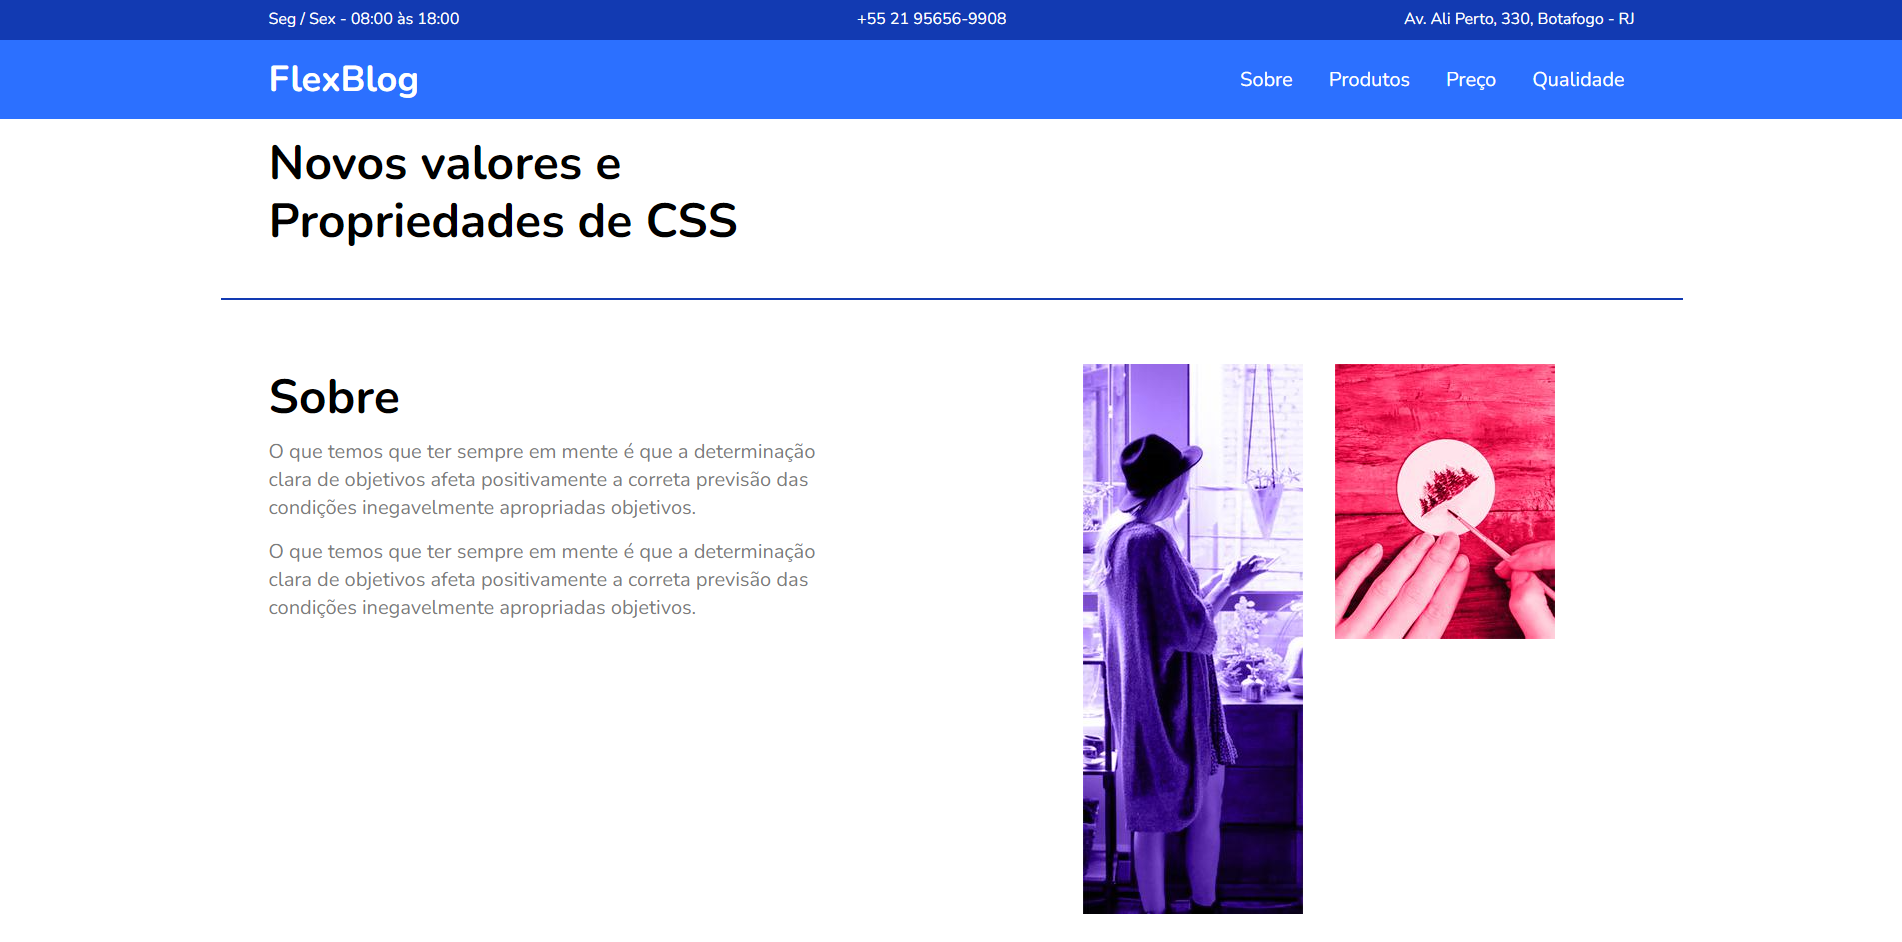 Seg / Sex - 08:00 às 18:00
+55 21 95656-9908
Av. Ali Perto, 330, Botafogo - RJ
FlexBlog
Sobre
Produtos
Preço
Qualidade
Novos valores e
Propriedades de CSS
Sobre
O que temos que ter sempre em mente é que a determinação
clara de objetivos afeta positivamente a correta previsão das
condições inegavelmente apropriadas objetivos.
O que temos que ter sempre em mente é que a determinação
clara de objetivos afeta positivamente a correta previsão das
condições inegavelmente apropriadas objetivos.